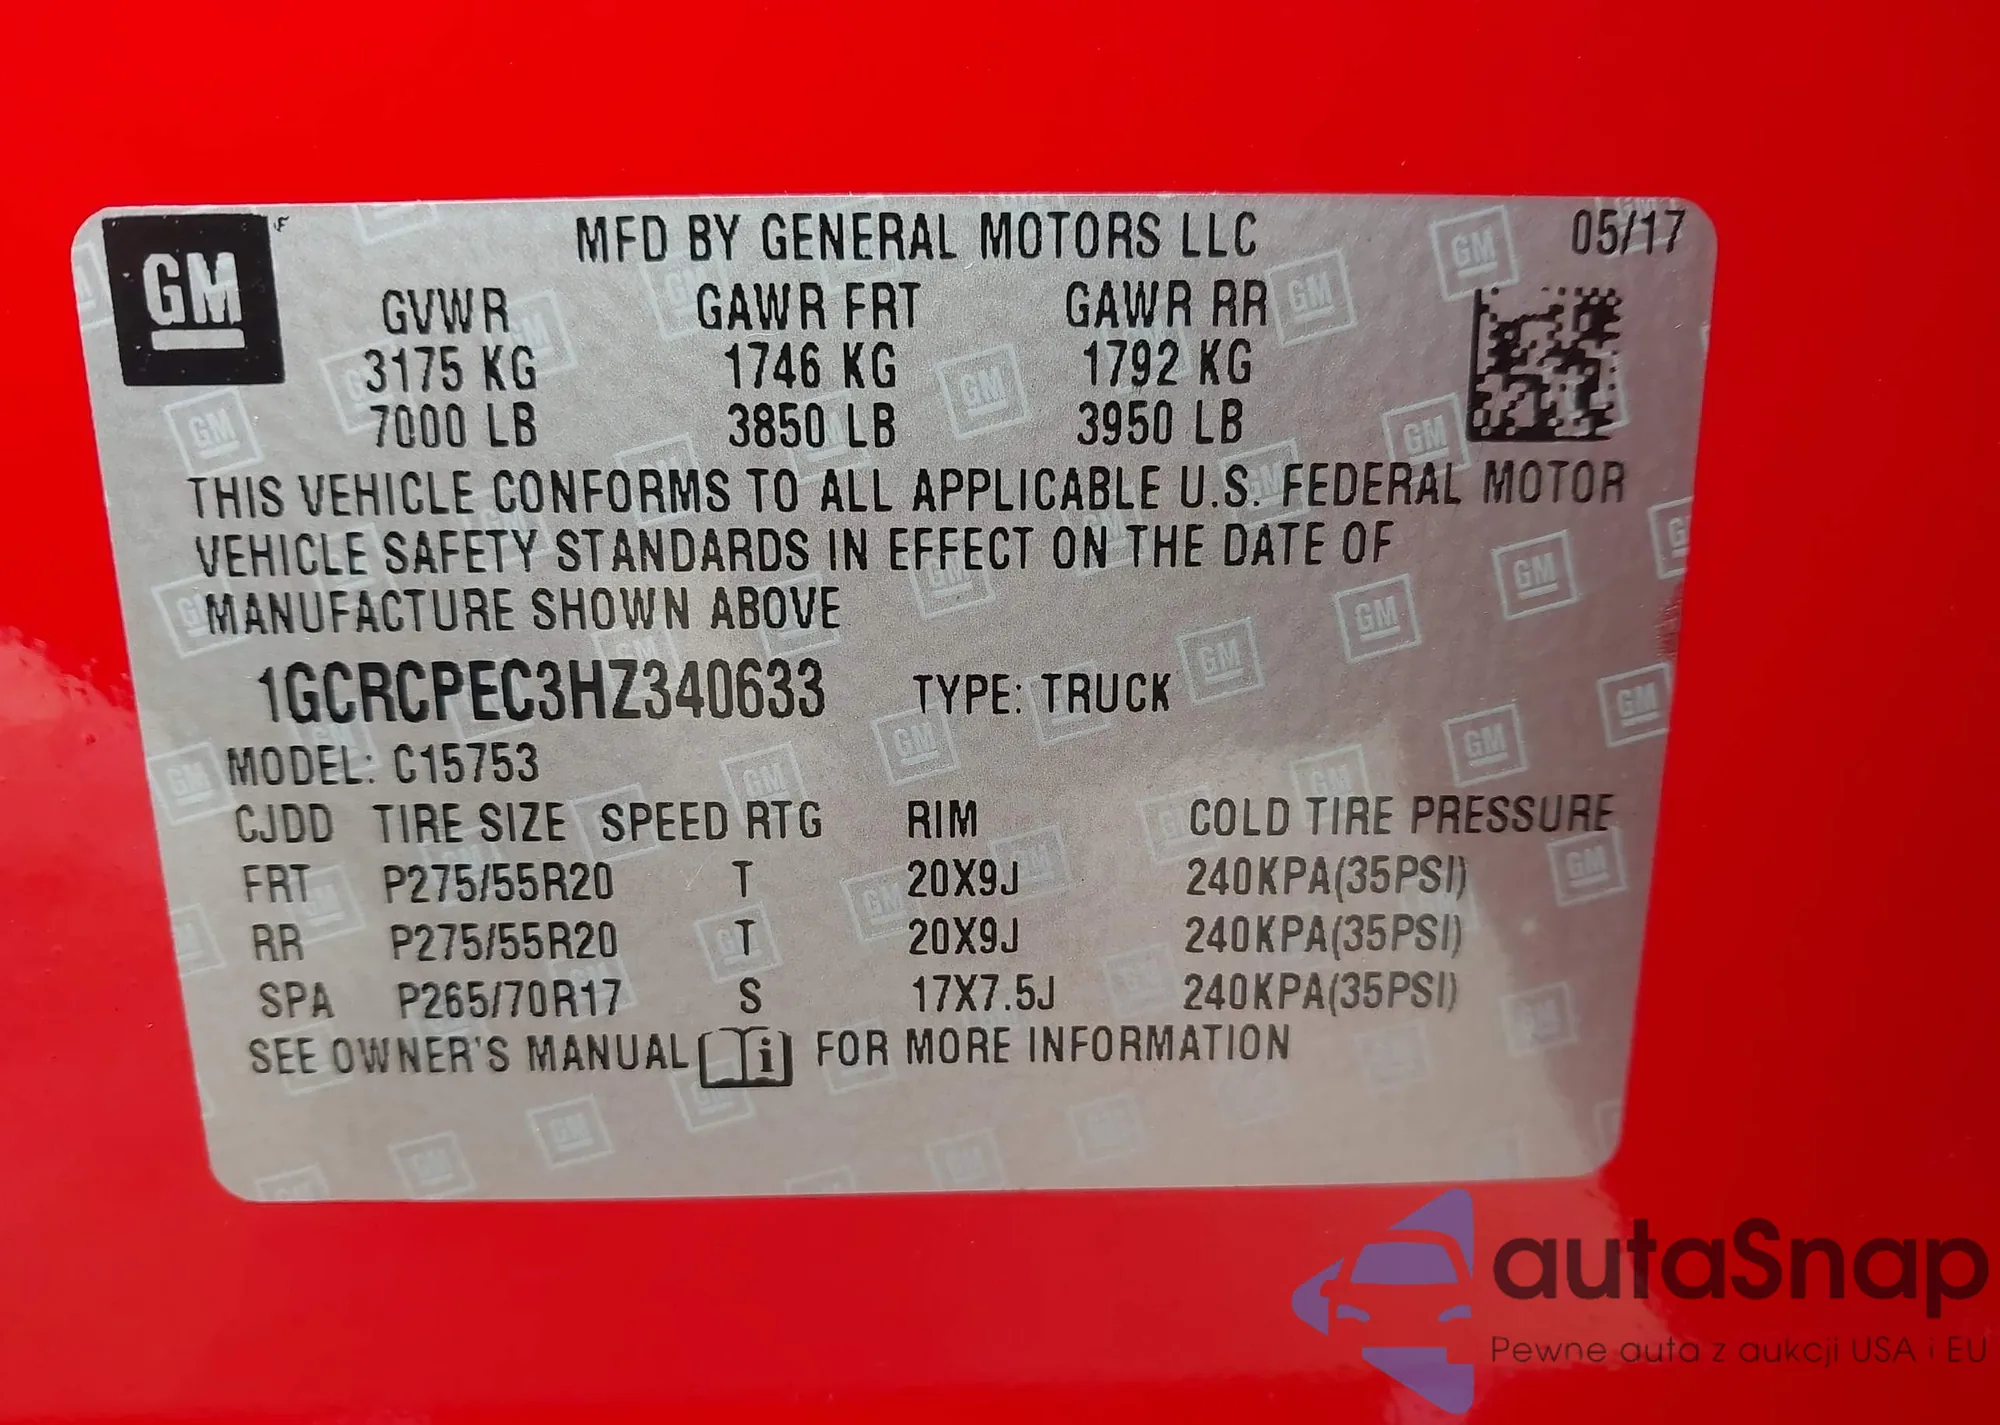 GM
F
MFD BY GENERAL MOTORS LLC 05/17
GVWR GAWR FRT GAWR RR
3175 KG 1746 KG 1792 KG
7000 LB 3850 LB 3950 LB
THIS VEHICLE CONFORMS TO ALL APPLICABLE U.S. FEDERAL MOTOR
VEHICLE SAFETY STANDARDS IN EFFECT ON THE DATE OF
MANUFACTURE SHOWN ABOVE
1GCRCPEC3HZ340633 TYPE: TRUCK
MODEL: C15753
CJDD TIRE SIZE SPEED RTG RIM COLD TIRE PRESSURE
FRT P275/55R20 T 20X9J 240KPA(35PSI)
RR P275/55R20 T 20X9J 240KPA(35PSI)
SPA P265/70R17 S 17X7.5J 240KPA(35PSI)
SEE OWNER'S MANUAL i FOR MORE INFORMATION
autaSnap
Pewne auta z aukcji USA i EU